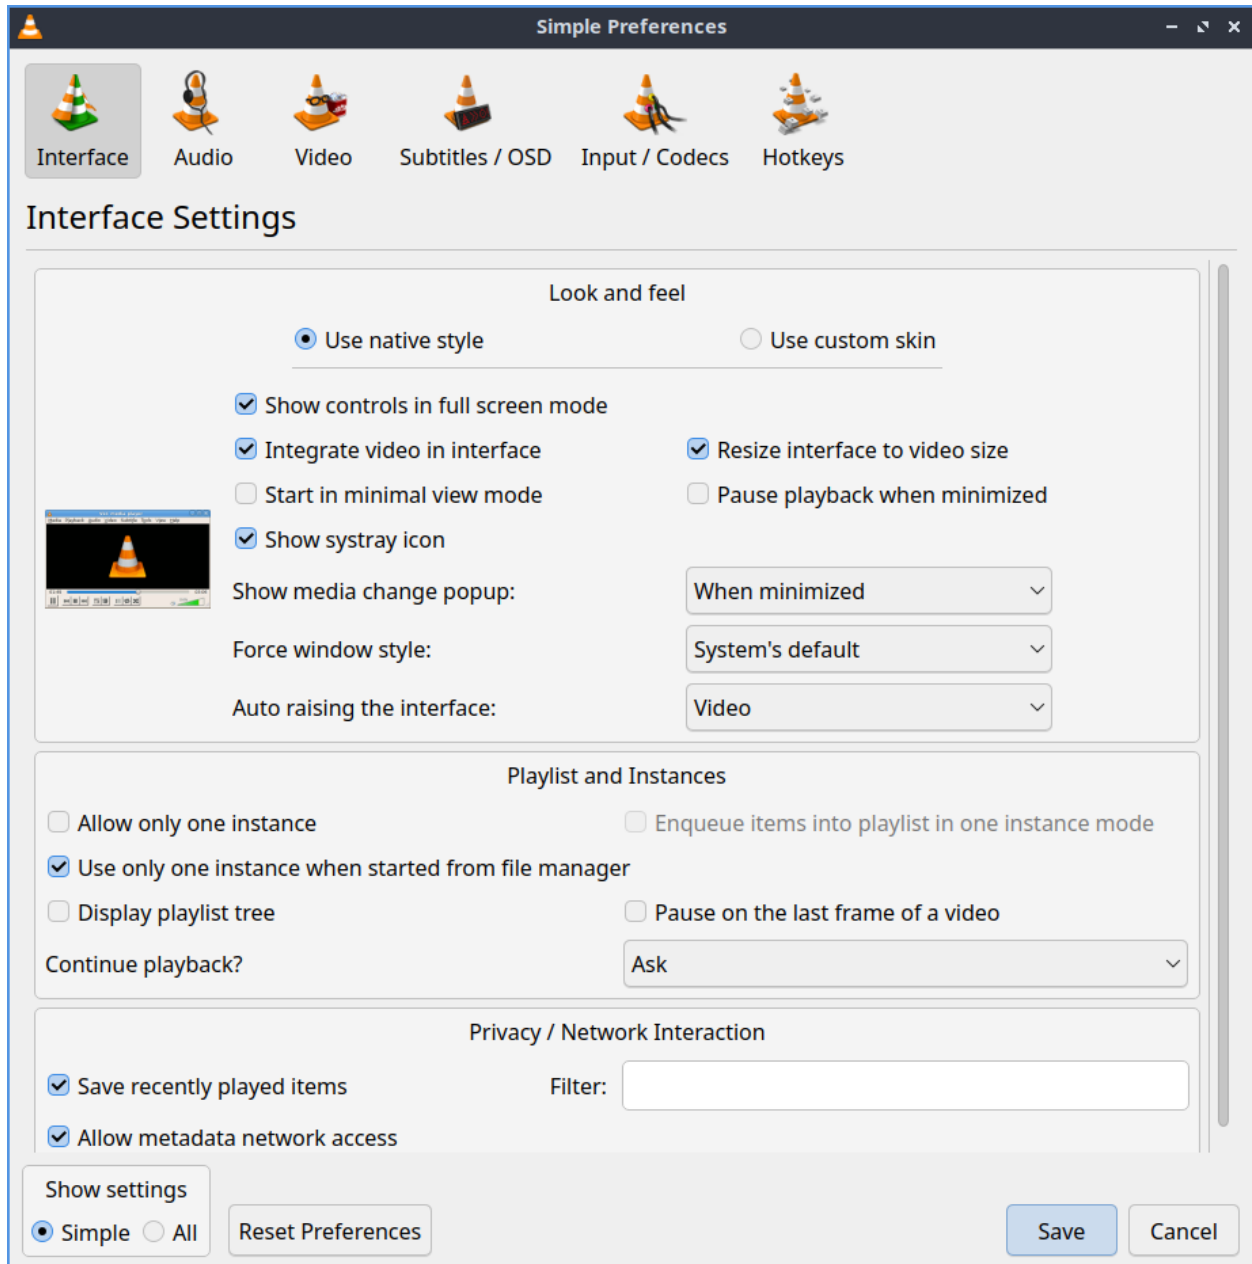 Simple Preferences
Interface Audio Video Subtitles / OSD Input / Codecs Hotkeys
Interface Settings
Look and feel
Use native style Use custom skin
Show controls in full screen mode
Integrate video in interface Resize interface to video size
Start in minimal view mode Pause playback when minimized
Show systray icon
Show media change popup: When minimized
Force window style: System's default
Auto raising the interface: Video
Playlist and Instances
Allow only one instance Enqueue items into playlist in one instance mode
Use only one instance when started from file manager
Display playlist tree Pause on the last frame of a video
Continue playback? Ask
Privacy / Network Interaction
Save recently played items Filter:
Allow metadata network access
Show settings
Simple All Reset Preferences Save Cancel